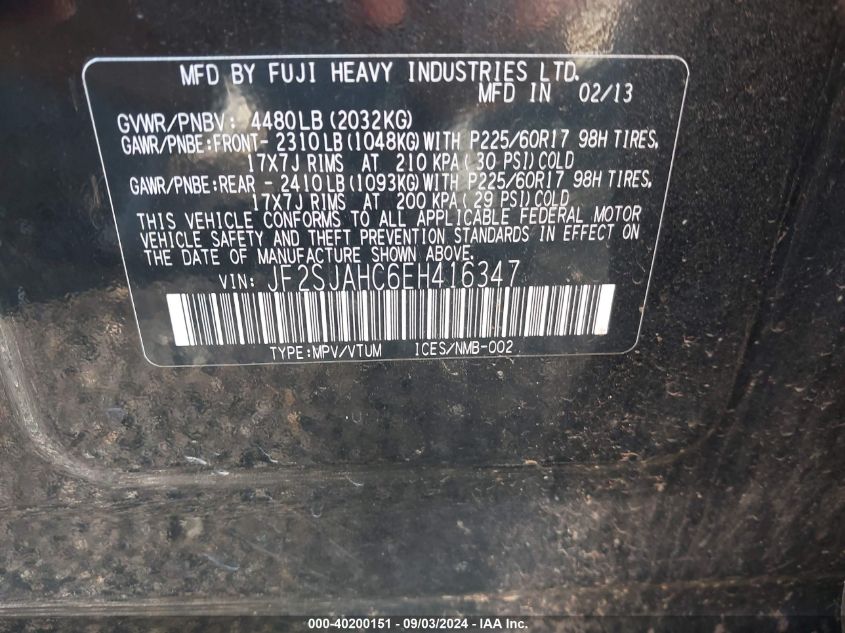 MFD BY FUJI HEAVY INDUSTRIES LTD.
MFD IN 02/13
GVWR/PNBV: 4480LB (2032KG)
GAWR/PNBE:FRONT- 2310LB(1048KG)WITH P225/60R17 98H TIRES,
17X7J RIMS AT 210 KPA( 30 PSI)COLD
GAWR/PNBE:REAR - 2410LB(1093KG)WITH P225/60R17 98H TIRES,
17X7J RIMS AT 200 KPA( 29 PSI)COLD
THIS VEHICLE CONFORMS TO ALL APPLICABLE FEDERAL MOTOR
VEHICLE SAFETY AND THEFT PREVENTION STANDARDS IN EFFECT ON
THE DATE OF MANUFACTURE SHOWN ABOVE.
VIN: JF2SJAHC6EH416347
TYPE:MPV/VTUM ICES/NMB-002
000-40200151 - 09/03/2024 - IAA Inc.